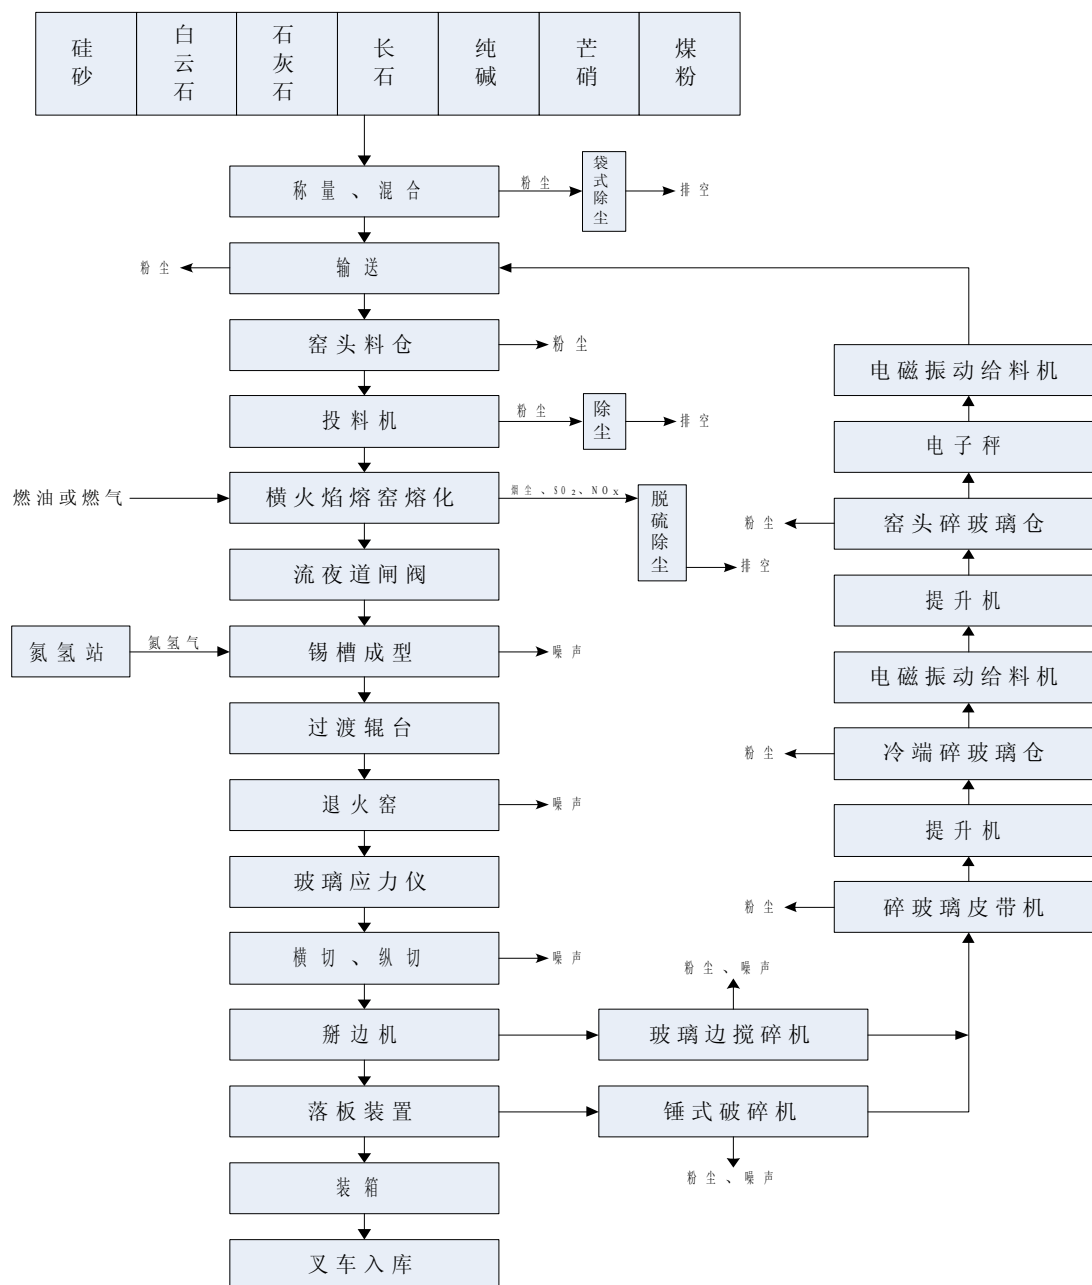 硅砂
白云石
石灰石
长石
纯碱
芒硝
煤粉
称量、混合
粉尘
袋式除尘
排空
粉尘
输送
窑头料仓
粉尘
电磁振动给料机
投料机
粉尘
除尘
排空
电子秤
燃油或燃气
横火焰熔窑熔化
烟尘、SO2、NOx
脱硫除尘
排空
粉尘
窑头碎玻璃仓
流夜道闸阀
提升机
氮氢站
氮氢气
锡槽成型
噪声
电磁振动给料机
过渡辊台
粉尘
冷端碎玻璃仓
退火窑
噪声
提升机
玻璃应力仪
粉尘
碎玻璃皮带机
横切、纵切
噪声
粉尘、噪声
掰边机
玻璃边搅碎机
落板装置
锤式破碎机
粉尘、噪声
装箱
叉车入库